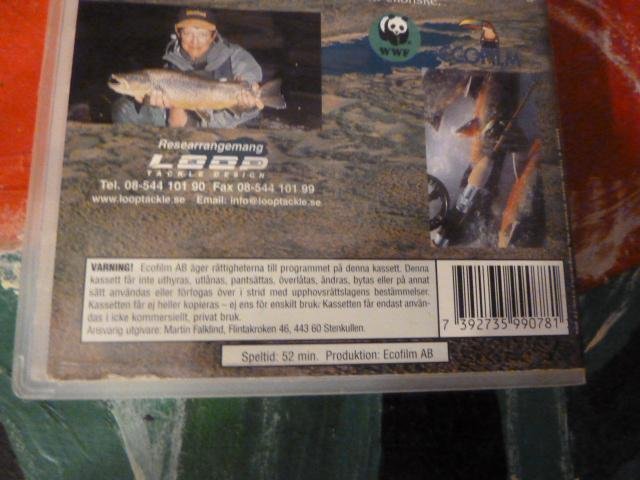 WWF
ECOFILM
Researrangemang
LOOP
TACKLE DESIGN
Tel. 08-544 101 90 Fax 08-544 101 99
www.looptackle.se Email: info@looptackle.se
VARNING! Ecofilm AB äger rättigheterna till programmet på denna kassett. Denna
kassett får inte uthyras, utlånas, pantsättas, överlåtas, ändras, bytas eller på annat
sätt användas eller förfogas över i strid med upphovsrättslagens bestämmelser.
Kassetten får ej heller kopieras – ej ens för enskilt bruk. Kassetten får endast använ-
das i icke kommersiellt, privat bruk.
Ansvarig utgivare: Martin Falklind, Flintakroken 46, 443 60 Stenkullen.
7 392735 990781
Speltid: 52 min. Produktion: Ecofilm AB